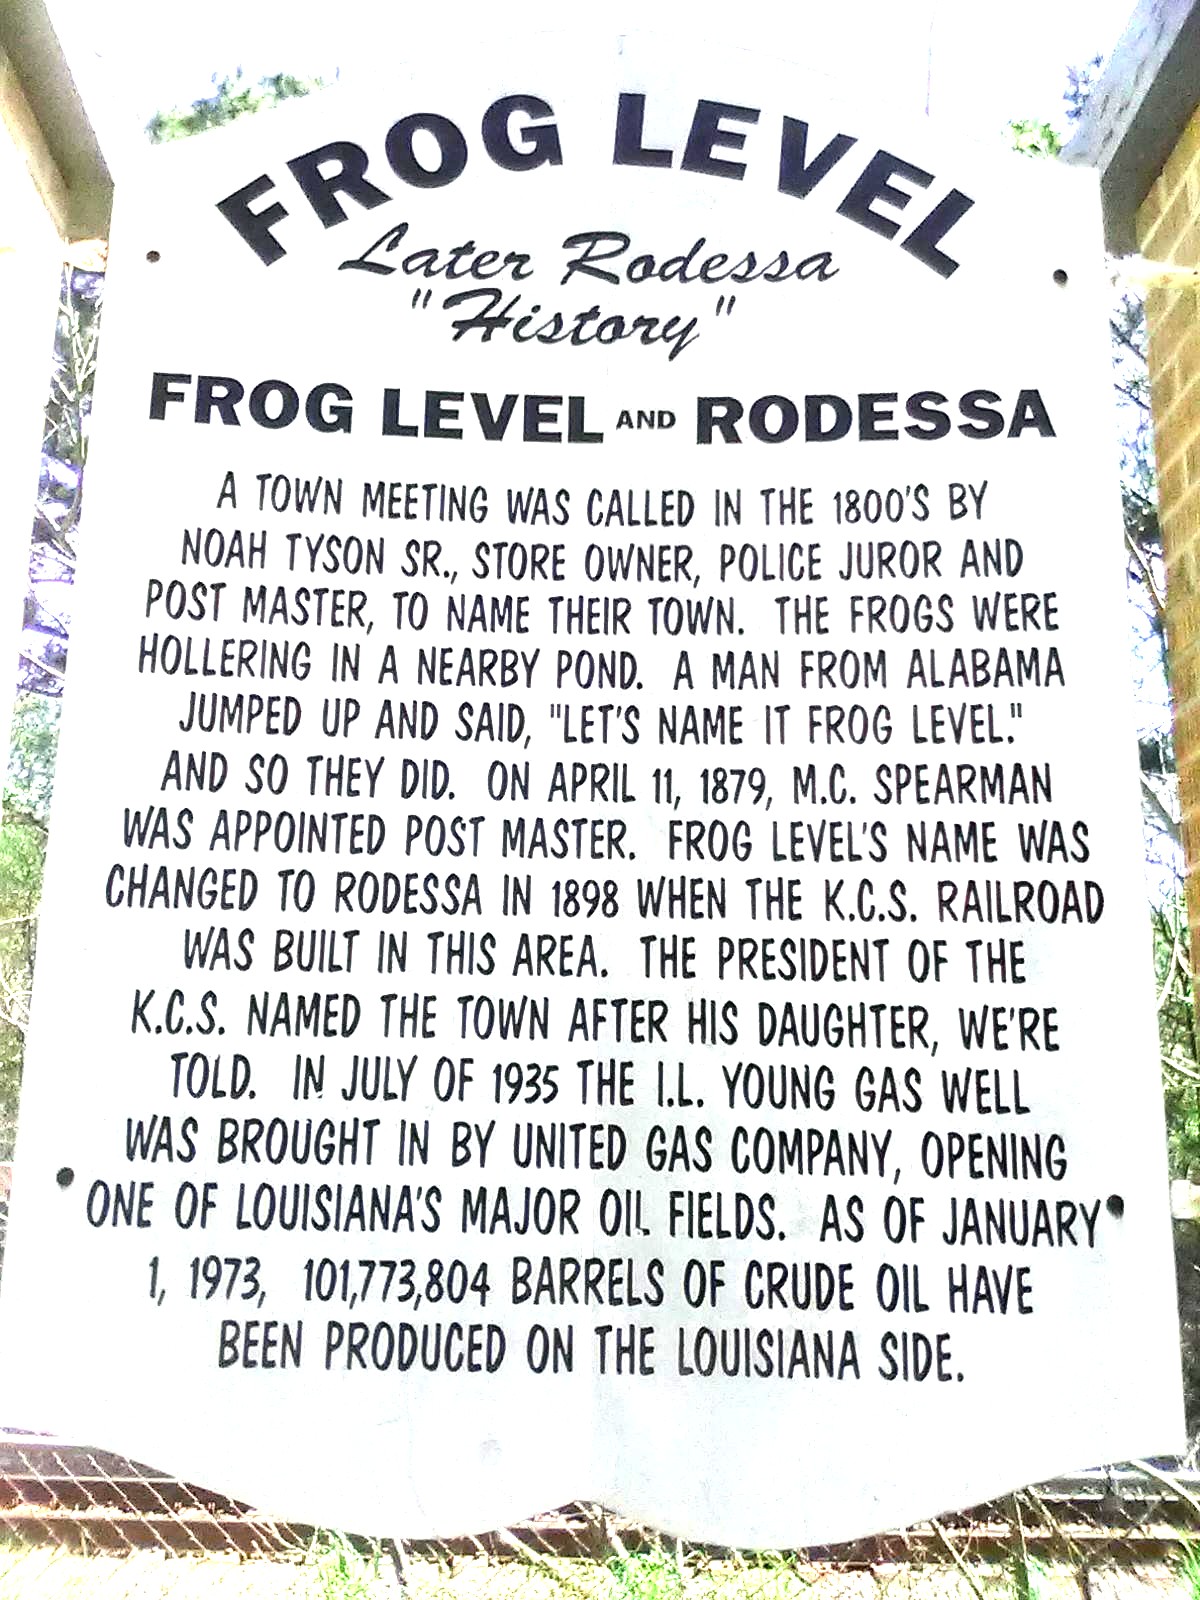 FROG LEVEL
Later Rodessa
"History"
FROG LEVEL AND RODESSA
A TOWN MEETING WAS CALLED IN THE 1800'S BY
NOAH TYSON SR., STORE OWNER, POLICE JUROR AND
POST MASTER, TO NAME THEIR TOWN. THE FROGS WERE
HOLLERING IN A NEARBY POND. A MAN FROM ALABAMA
JUMPED UP AND SAID, "LET'S NAME IT FROG LEVEL."
AND SO THEY DID. ON APRIL 11, 1879, M.C. SPEARMAN
WAS APPOINTED POST MASTER. FROG LEVEL'S NAME WAS
CHANGED TO RODESSA IN 1898 WHEN THE K.C.S. RAILROAD
WAS BUILT IN THIS AREA. THE PRESIDENT OF THE
K.C.S. NAMED THE TOWN AFTER HIS DAUGHTER, WE'RE
TOLD. IN JULY OF 1935 THE I.L. YOUNG GAS WELL
WAS BROUGHT IN BY UNITED GAS COMPANY, OPENING
ONE OF LOUISIANA'S MAJOR OIL FIELDS. AS OF JANUARY
1, 1973, 101,773,804 BARRELS OF CRUDE OIL HAVE
BEEN PRODUCED ON THE LOUISIANA SIDE.